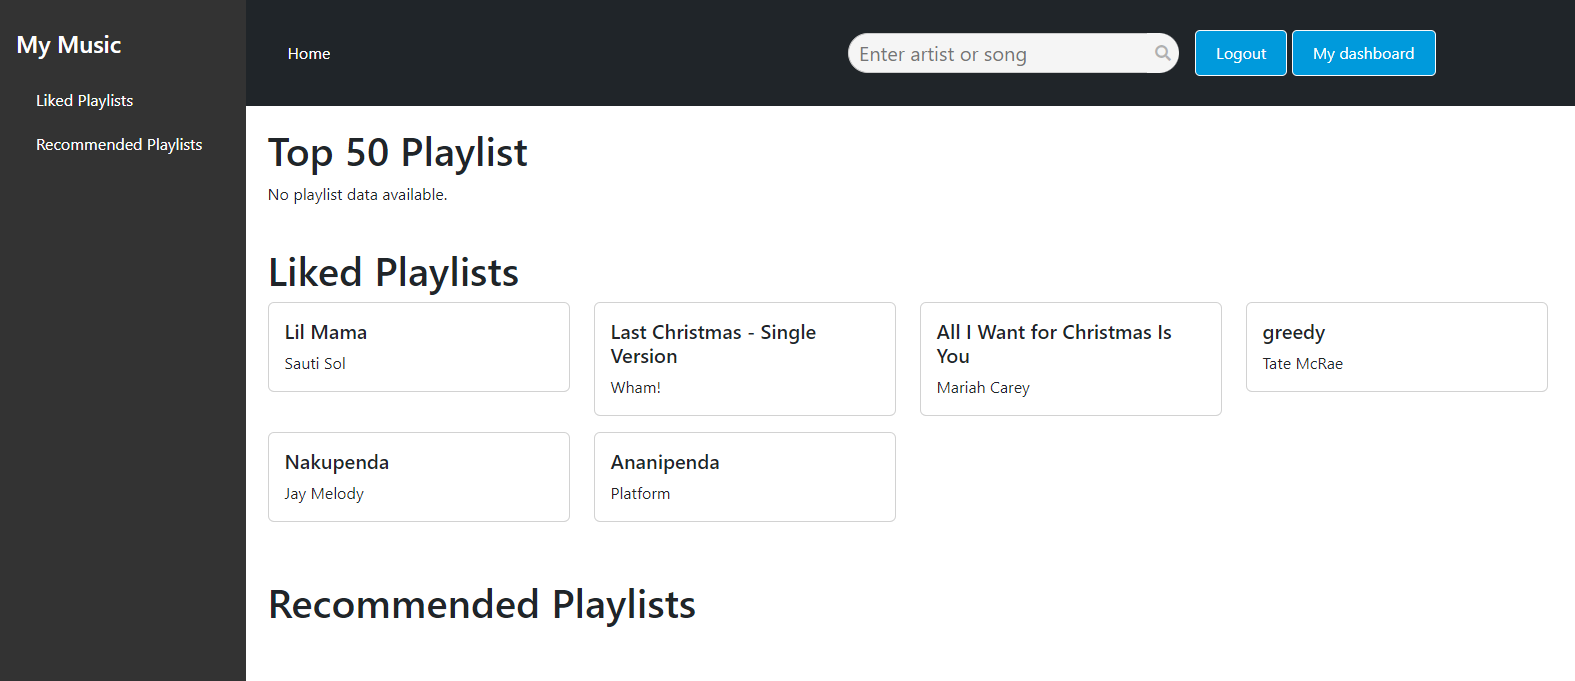 My Music
Liked Playlists
Recommended Playlists
Home
Enter artist or song
Logout
My dashboard
Top 50 Playlist
No playlist data available.
Liked Playlists
Lil Mama
Sauti Sol
Last Christmas - Single
Version
Wham!
All I Want for Christmas Is
You
Mariah Carey
greedy
Tate McRae
Nakupenda
Jay Melody
Ananipenda
Platform
Recommended Playlists